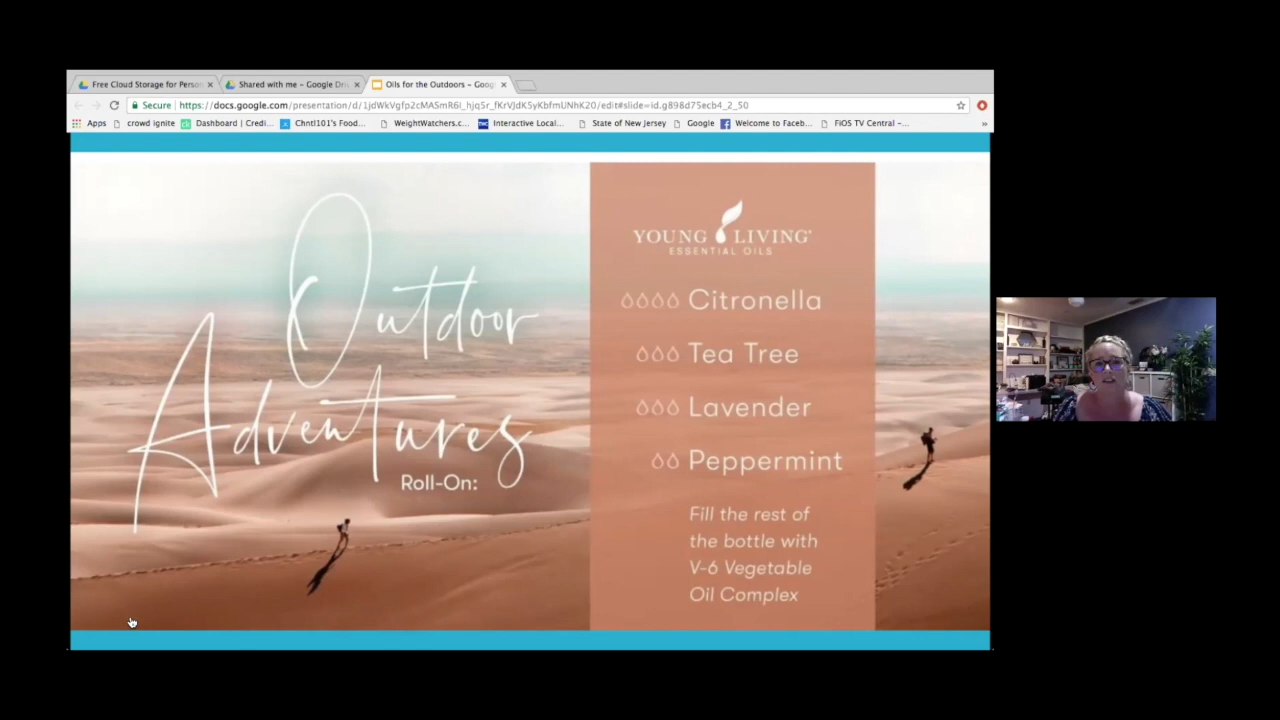 Free Cloud Storage for Person
Shared with me – Google Driv
Oils for the Outdoors – Goog
Secure
https://docs.google.com/presentation/d/1jdWkVgfp2cMASmR6l_hjq5r_fKrVJdK5yKbfmUNhK20/edit#slide=id.g898d75ecb4_2_50
Apps
crowd ignite
Dashboard | Credi...
Chntl101's Food...
WeightWatchers.c...
Interactive Local...
State of New Jersey
Google
Welcome to Faceb...
FiOS TV Central –...
Outdoor
Adventures
Roll-On:
YOUNG LIVING
ESSENTIAL OILS
Citronella
Tea Tree
Lavender
Peppermint
Fill the rest of
the bottle with
V-6 Vegetable
Oil Complex